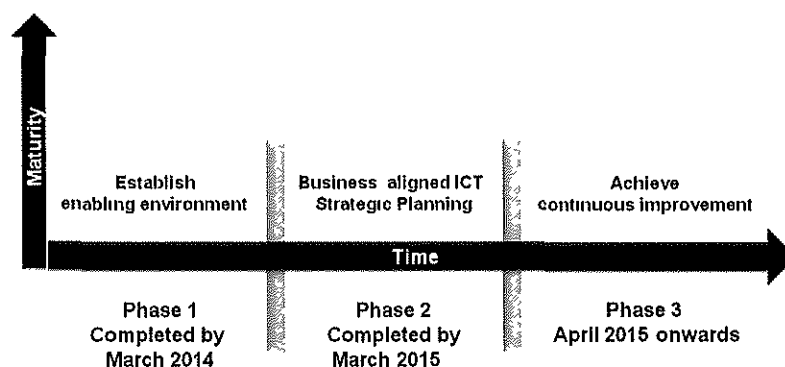 Maturity
Establish
enabling environment
Business aligned ICT
Strategic Planning
Achieve
continuous improvement
Time
Phase 1
Completed by
March 2014
Phase 2
Completed by
March 2015
Phase 3
April 2015 onwards